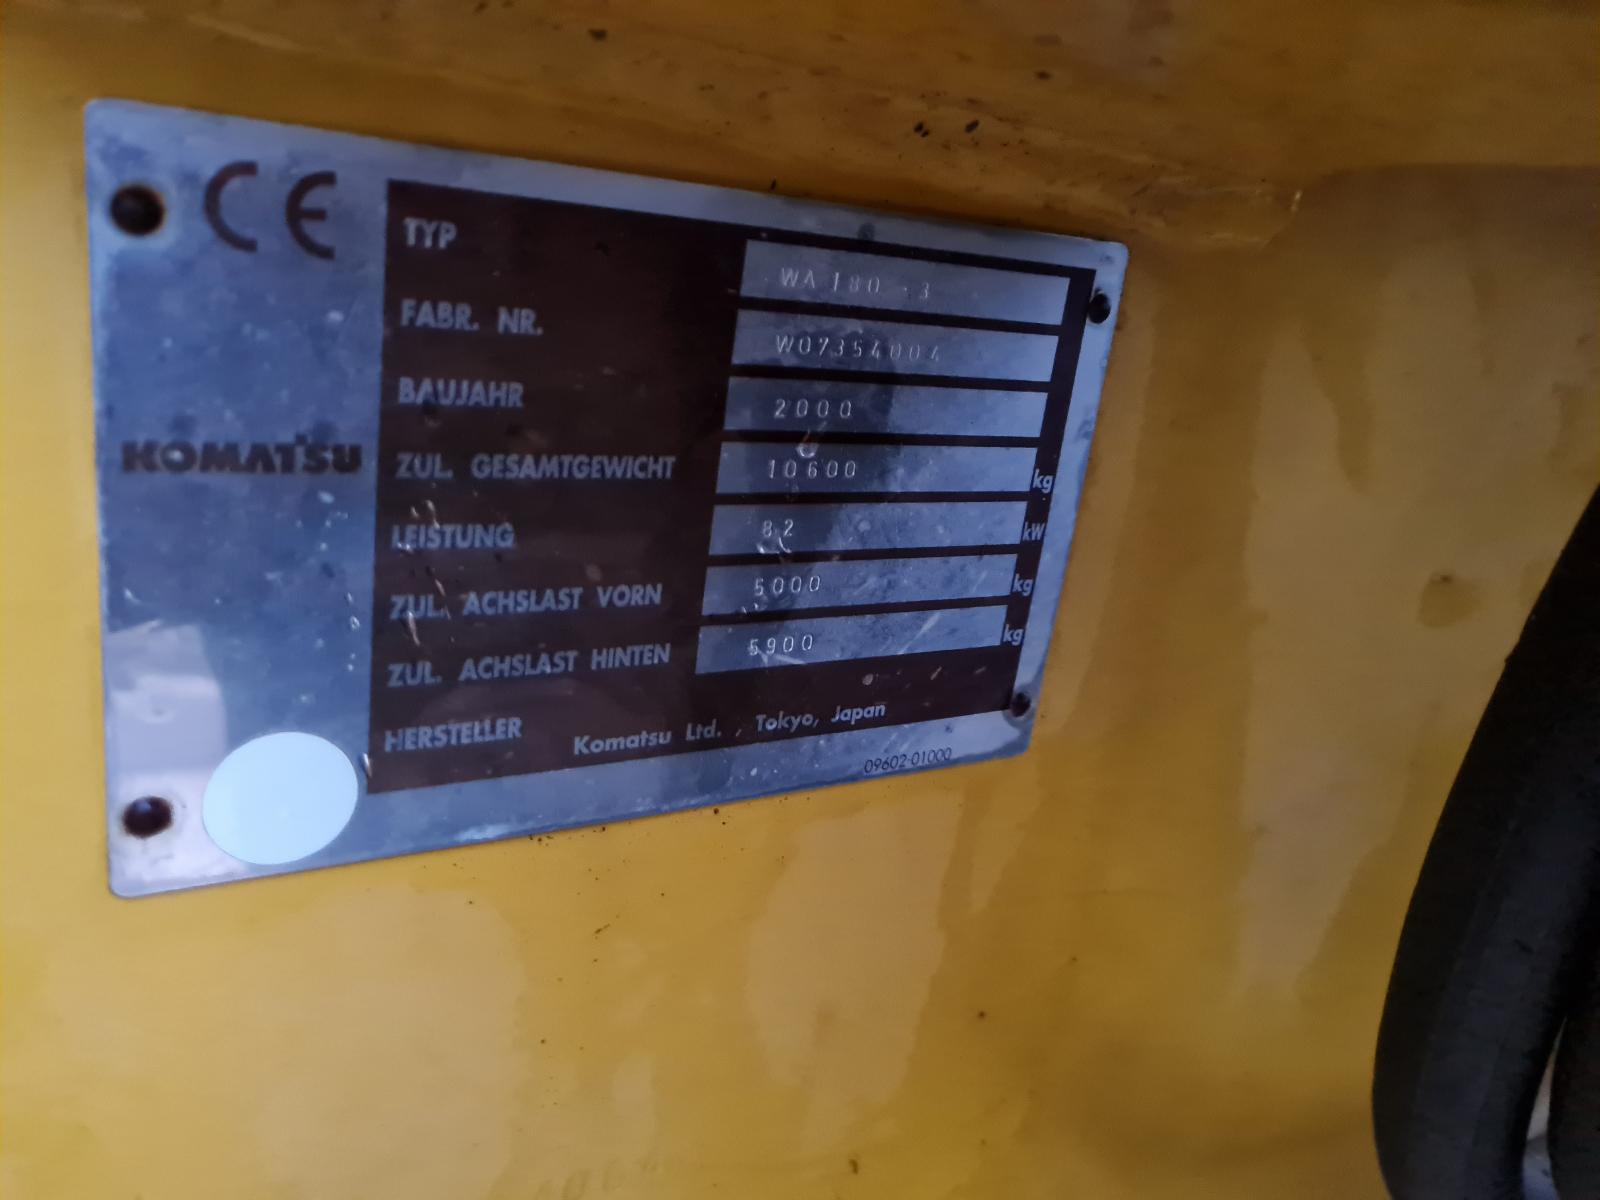 CE
KOMATSU
TYP WA 180 - 3
FABR. NR. W07354004
BAUJAHR 2000
ZUL. GESAMTGEWICHT 10600 kg
LEISTUNG 82 kW
ZUL. ACHSLAST VORN 5000 kg
ZUL. ACHSLAST HINTEN 5900 kg
HERSTELLER Komatsu Ltd. , Tokyo, Japan
09602-01000